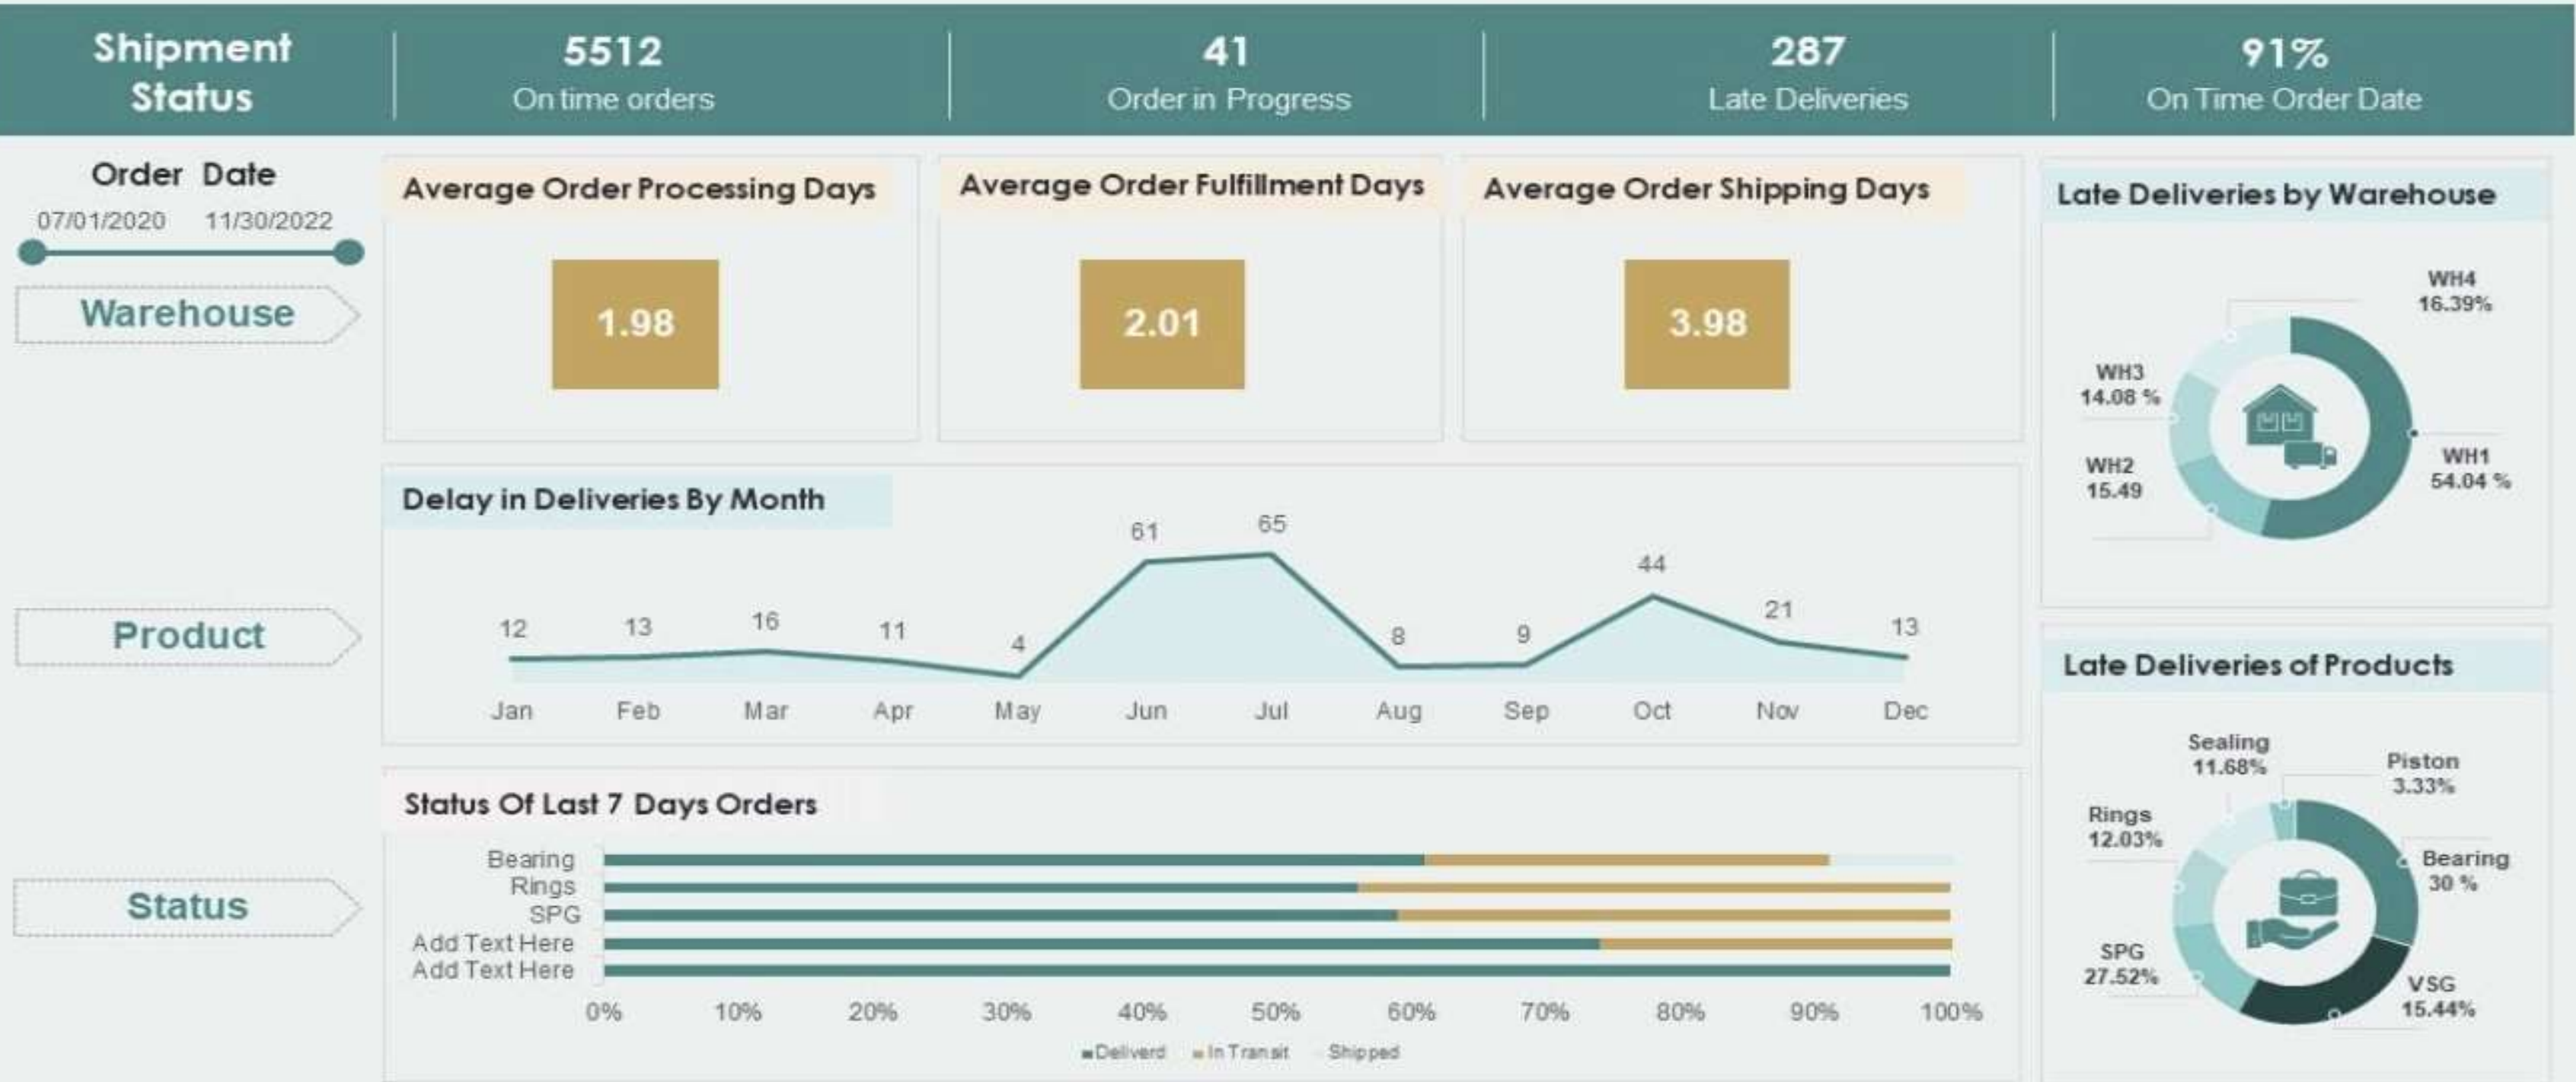 Shipment
Status
5512
On time orders
41
Order in Progress
287
Late Deliveries
91%
On Time Order Date
Order Date
07/01/2020 11/30/2022
Warehouse
Product
Status
Average Order Processing Days
1.98
Average Order Fulfillment Days
2.01
Average Order Shipping Days
3.98
Delay in Deliveries By Month
12 13 16 11 4 61 65 8 9 44 21 13
Jan Feb Mar Apr May Jun Jul Aug Sep Oct Nov Dec
Status Of Last 7 Days Orders
Bearing
Rings
SPG
Add Text Here
Add Text Here
0% 10% 20% 30% 40% 50% 60% 70% 80% 90% 100%
Deliverd In Transit Shipped
Late Deliveries by Warehouse
WH4
16.39%
WH3
14.08 %
WH2
15.49
WH1
54.04 %
Late Deliveries of Products
Sealing
11.68%
Piston
3.33%
Rings
12.03%
Bearing
30 %
SPG
27.52%
VSG
15.44%